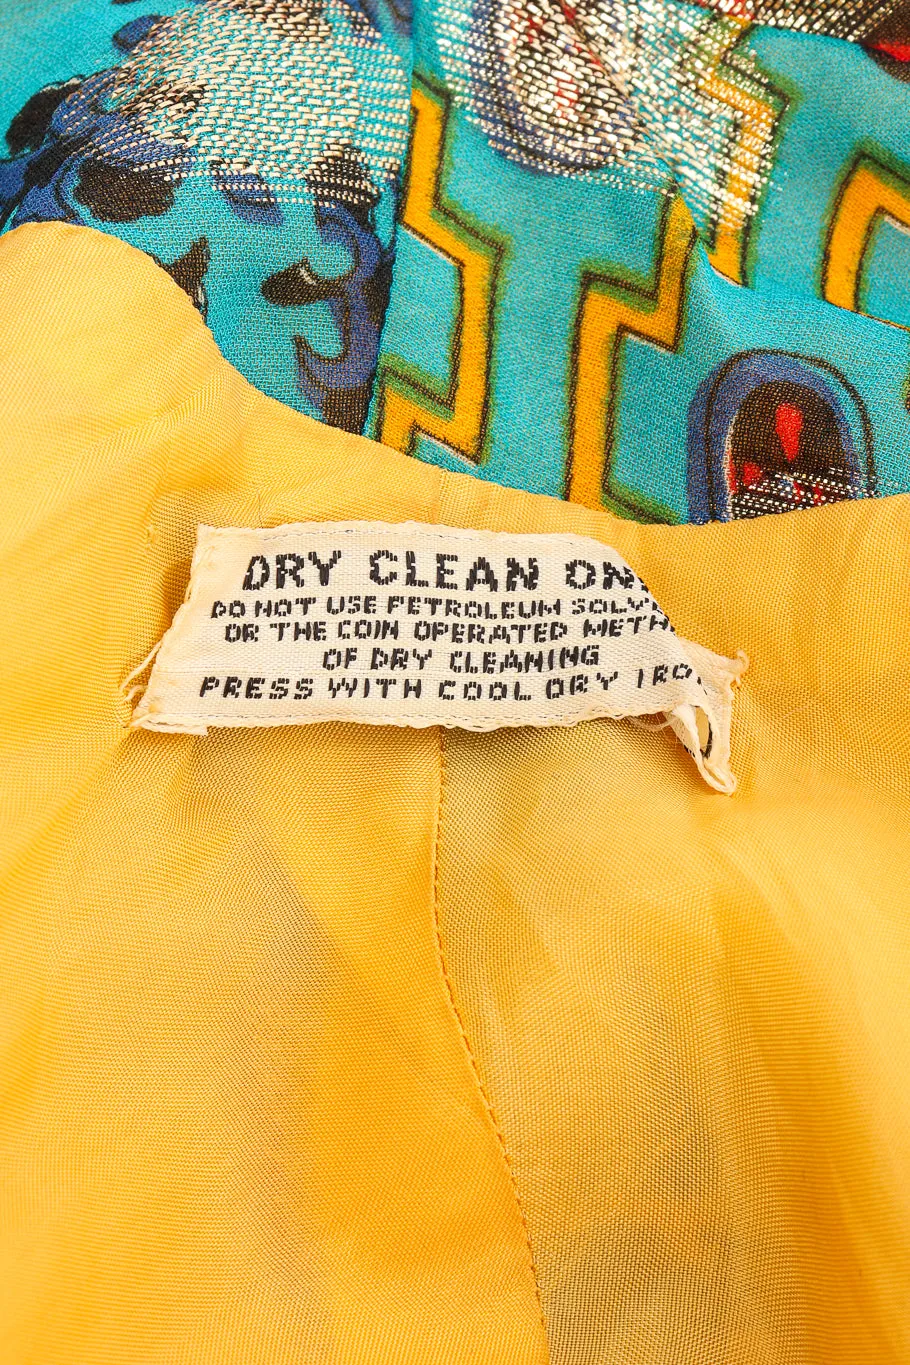 DRY CLEAN ON
DO NOT USE PETROLEUM SOLV
OR THE COIN OPERATED METH
OF DRY CLEANING
PRESS WITH COOL DRY IRO